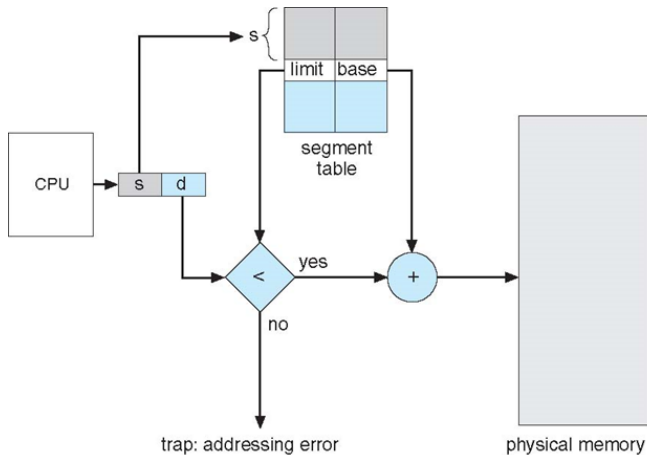 s
limit base
segment
table
CPU
s d
<
yes
+
no
trap: addressing error
physical memory